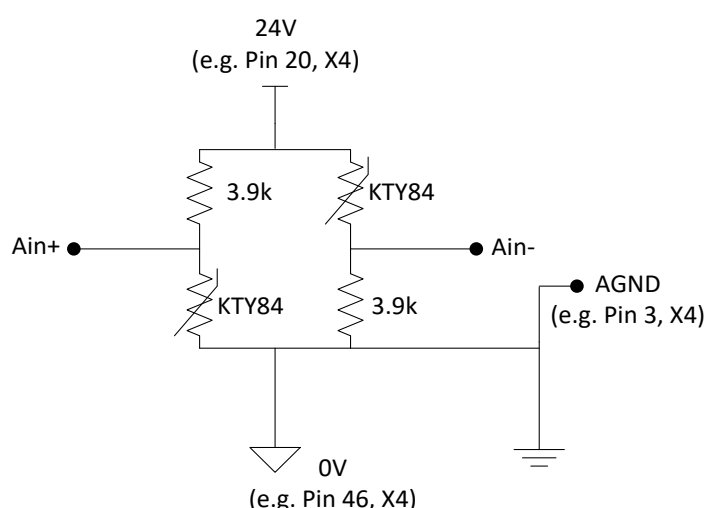 24V
(e.g. Pin 20, X4)
3.9k
KTY84
Ain+
Ain-
AGND
(e.g. Pin 3, X4)
KTY84
3.9k
0V
(e.g. Pin 46, X4)